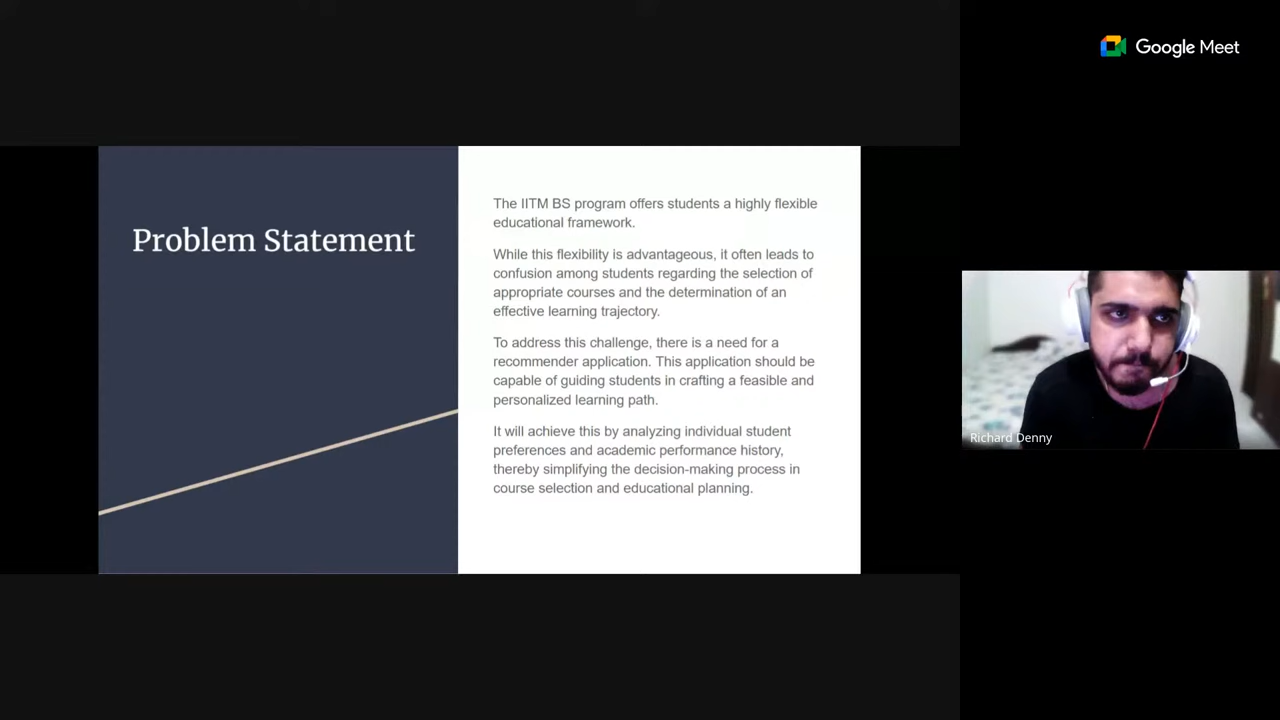 Google Meet
Problem Statement
The IITM BS program offers students a highly flexible
educational framework.
While this flexibility is advantageous, it often leads to
confusion among students regarding the selection of
appropriate courses and the determination of an
effective learning trajectory.
To address this challenge, there is a need for a
recommender application. This application should be
capable of guiding students in crafting a feasible and
personalized learning path.
It will achieve this by analyzing individual student
preferences and academic performance history,
thereby simplifying the decision-making process in
course selection and educational planning.
Richard Denny